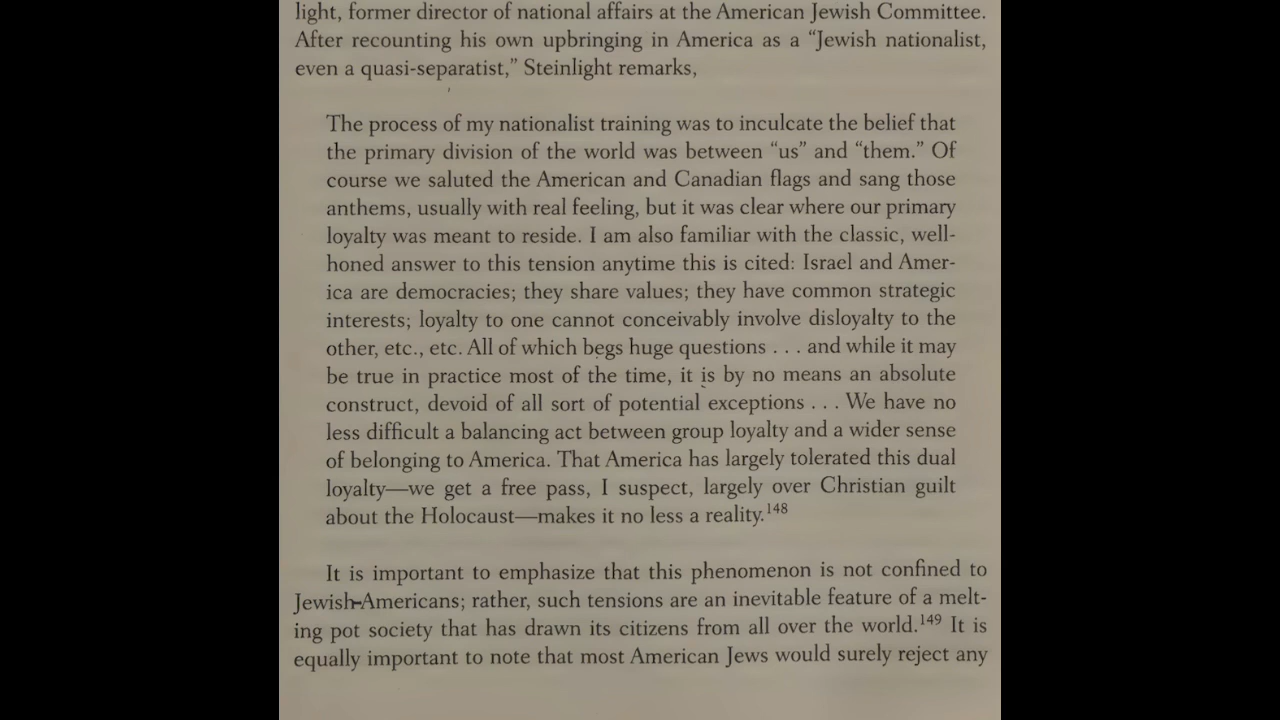 light, former director of national affairs at the American Jewish Committee.
After recounting his own upbringing in America as a “Jewish nationalist,
even a quasi-separatist,” Steinlight remarks,
The process of my nationalist training was to inculcate the belief that
the primary division of the world was between “us” and “them.” Of
course we saluted the American and Canadian flags and sang those
anthems, usually with real feeling, but it was clear where our primary
loyalty was meant to reside. I am also familiar with the classic, well-
honed answer to this tension anytime this is cited: Israel and Amer-
ica are democracies; they share values; they have common strategic
interests; loyalty to one cannot conceivably involve disloyalty to the
other, etc., etc. All of which begs huge questions . . . and while it may
be true in practice most of the time, it is by no means an absolute
construct, devoid of all sort of potential exceptions . . . We have no
less difficult a balancing act between group loyalty and a wider sense
of belonging to America. That America has largely tolerated this dual
loyalty—we get a free pass, I suspect, largely over Christian guilt
about the Holocaust—makes it no less a reality.148
It is important to emphasize that this phenomenon is not confined to
Jewish-Americans; rather, such tensions are an inevitable feature of a melt-
ing pot society that has drawn its citizens from all over the world.149 It is
equally important to note that most American Jews would surely reject any